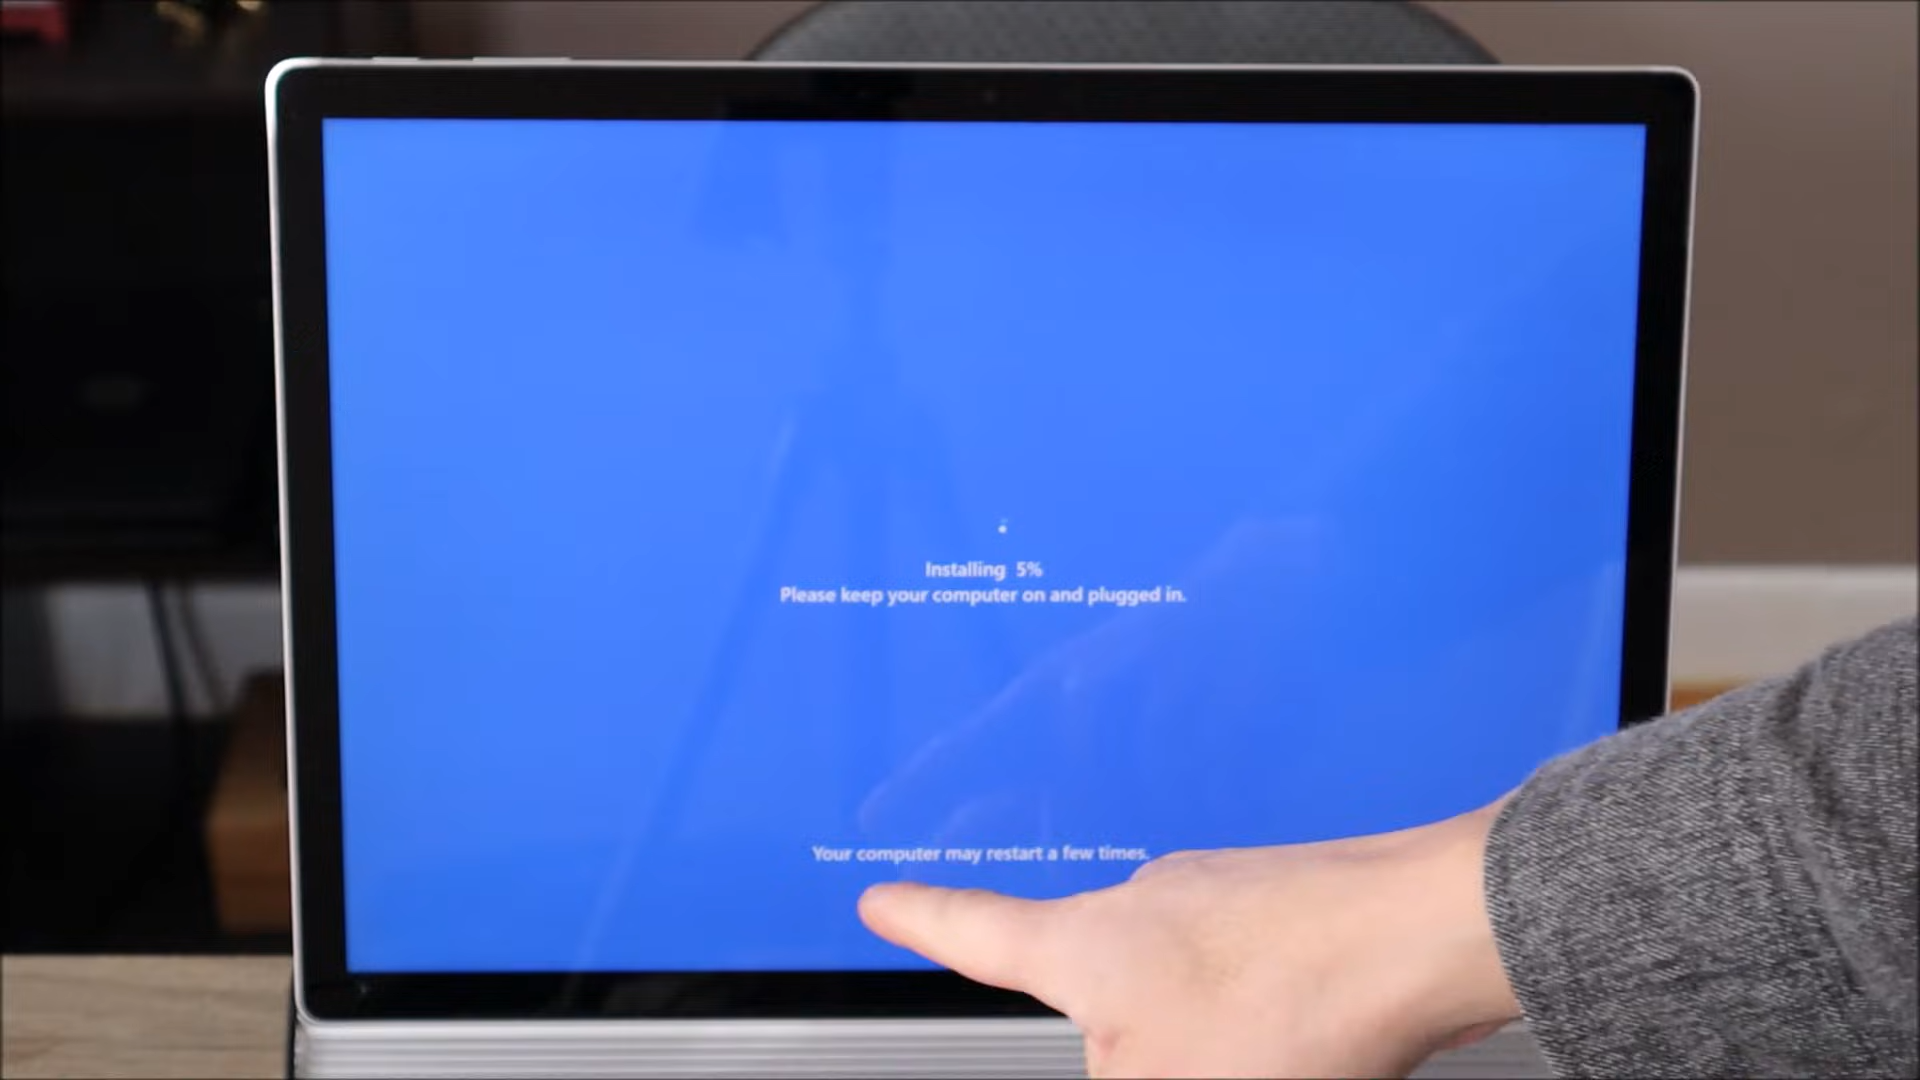 Installing 5%
Please keep your computer on and plugged in.
Your computer may restart a few times.